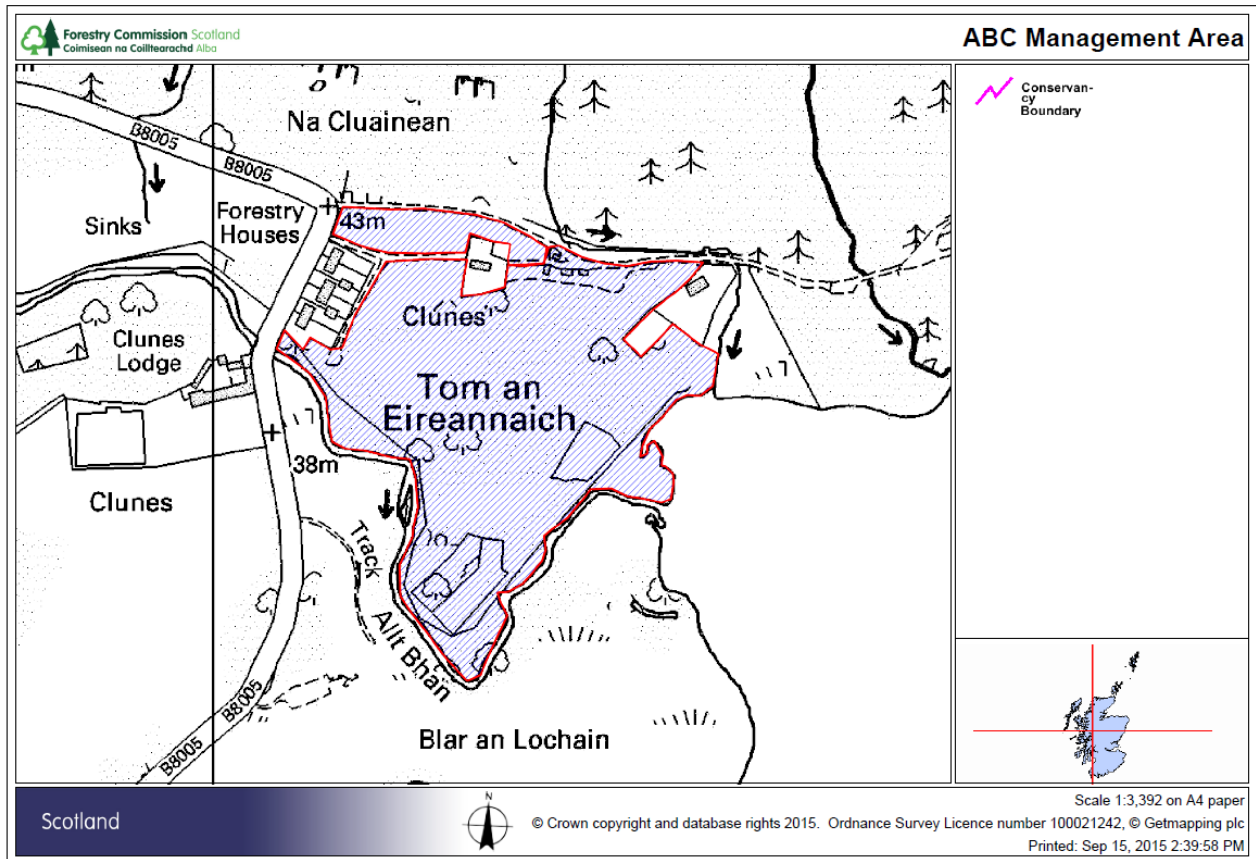 Forestry Commission Scotland
Coimisean na Coilltearachd Alba
ABC Management Area
Conservan-
cy
Boundary
Na Cluainean
B8005
B8005
Sinks
Forestry
Houses
43m
Clunes
Clunes
Lodge
Tom an
Eireannaich
38m
Clunes
Track
Allt Bhan
B8005
B8005
Blar an Lochain
Scotland
N
Scale 1:3,392 on A4 paper
© Crown copyright and database rights 2015. Ordnance Survey Licence number 100021242, © Getmapping plc
Printed: Sep 15, 2015 2:39:58 PM